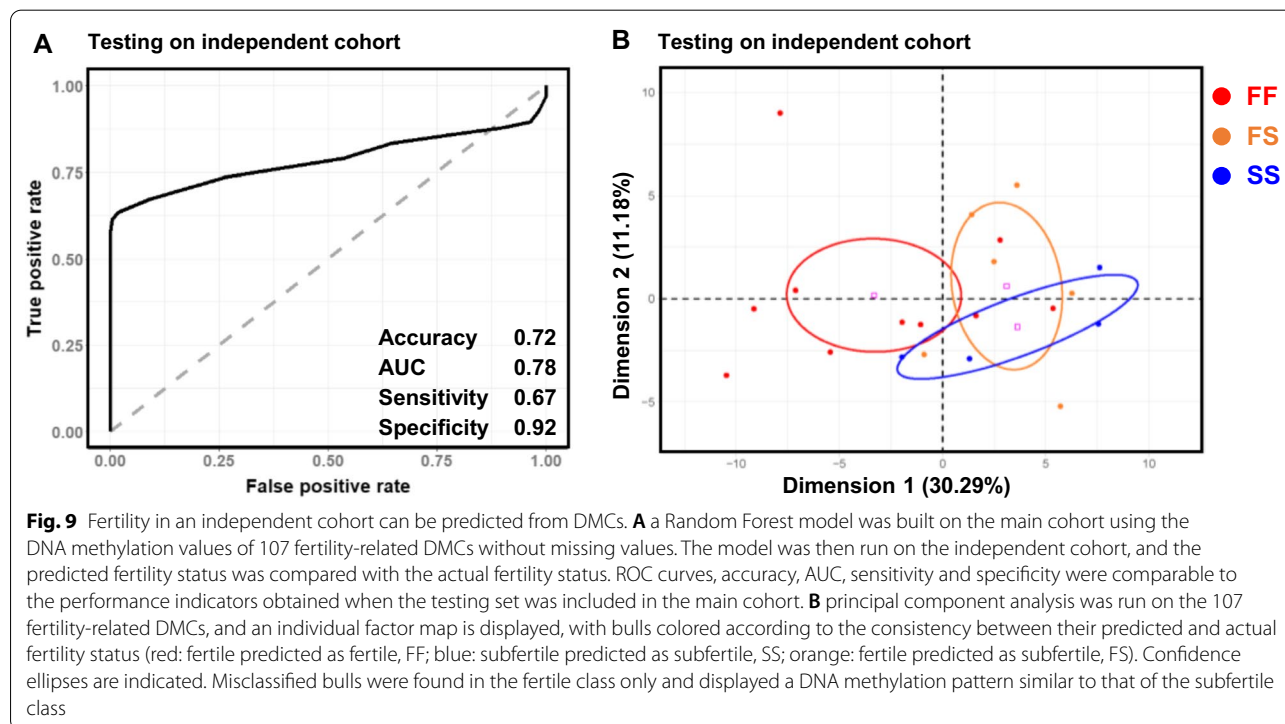 A Testing on independent cohort
1.00
0.75
0.50
0.25
0.00
True positive rate
0.00 0.25 0.50 0.75 1.00
False positive rate
Accuracy 0.72
AUC 0.78
Sensitivity 0.67
Specificity 0.92
B Testing on independent cohort
10
5
0
−5
Dimension 2 (11.18%)
−10 −5 0 5 10
Dimension 1 (30.29%)
FF
FS
SS
Fig. 9 Fertility in an independent cohort can be predicted from DMCs. A a Random Forest model was built on the main cohort using the
DNA methylation values of 107 fertility-related DMCs without missing values. The model was then run on the independent cohort, and the
predicted fertility status was compared with the actual fertility status. ROC curves, accuracy, AUC, sensitivity and specificity were comparable to
the performance indicators obtained when the testing set was included in the main cohort. B principal component analysis was run on the 107
fertility-related DMCs, and an individual factor map is displayed, with bulls colored according to the consistency between their predicted and actual
fertility status (red: fertile predicted as fertile, FF; blue: subfertile predicted as subfertile, SS; orange: fertile predicted as subfertile, FS). Confidence
ellipses are indicated. Misclassified bulls were found in the fertile class only and displayed a DNA methylation pattern similar to that of the subfertile
class